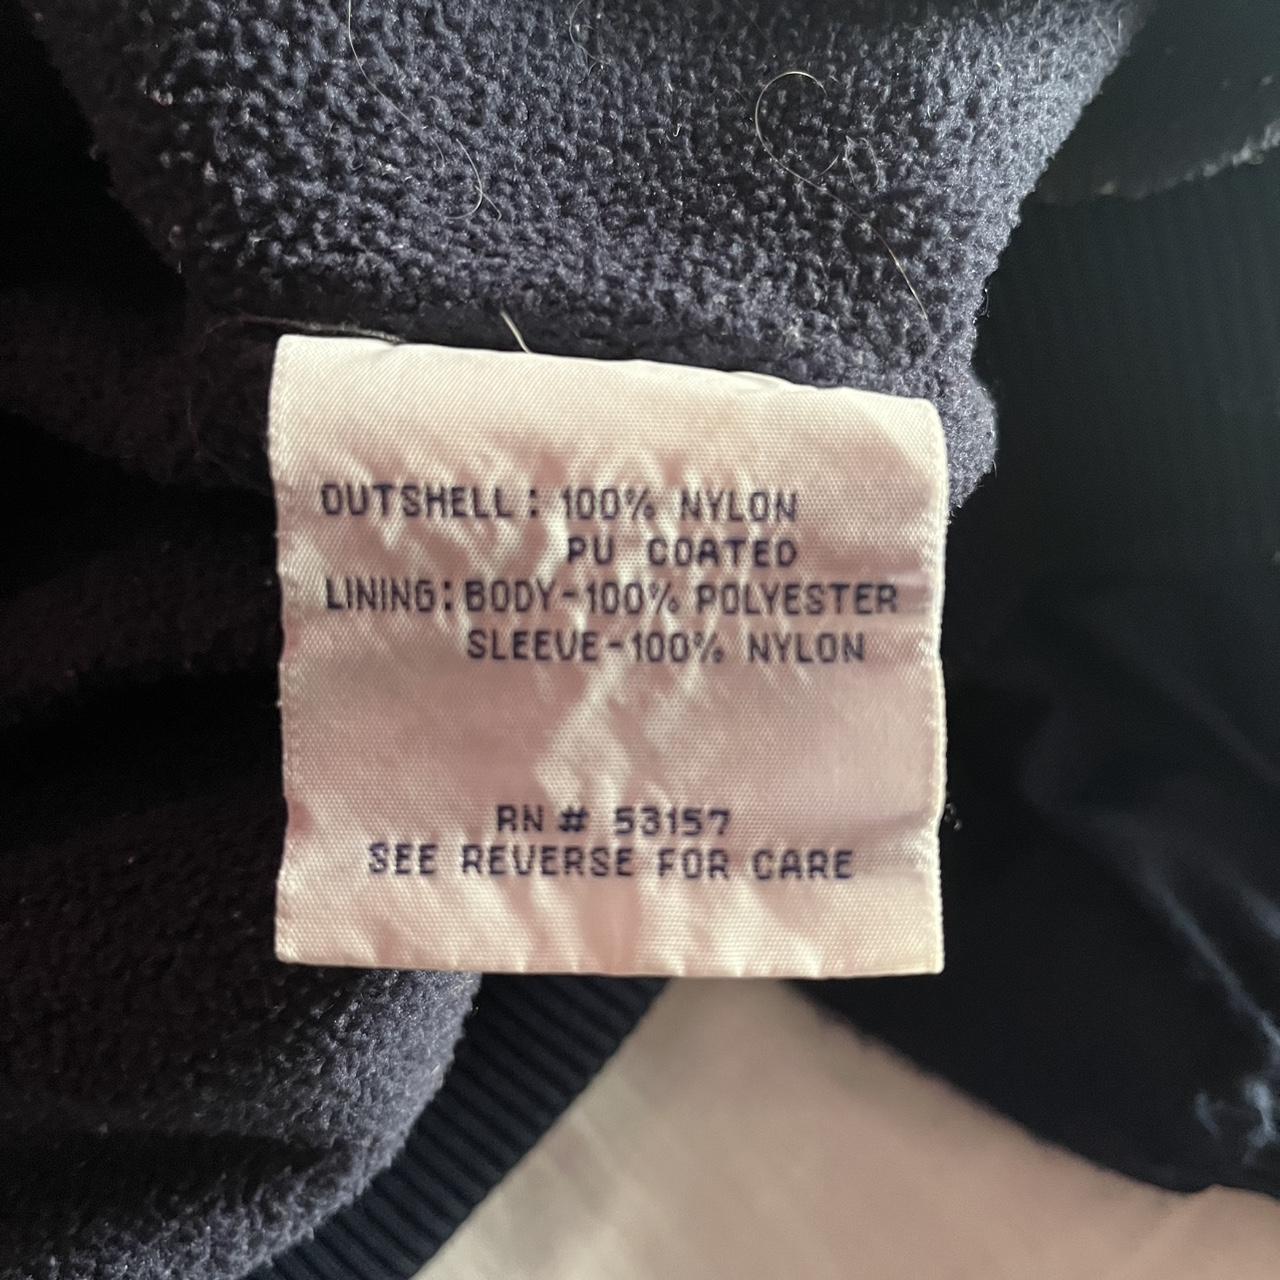 OUTSHELL: 100% NYLON
PU COATED
LINING: BODY-100% POLYESTER
SLEEVE-100% NYLON
RN # 53157
SEE REVERSE FOR CARE